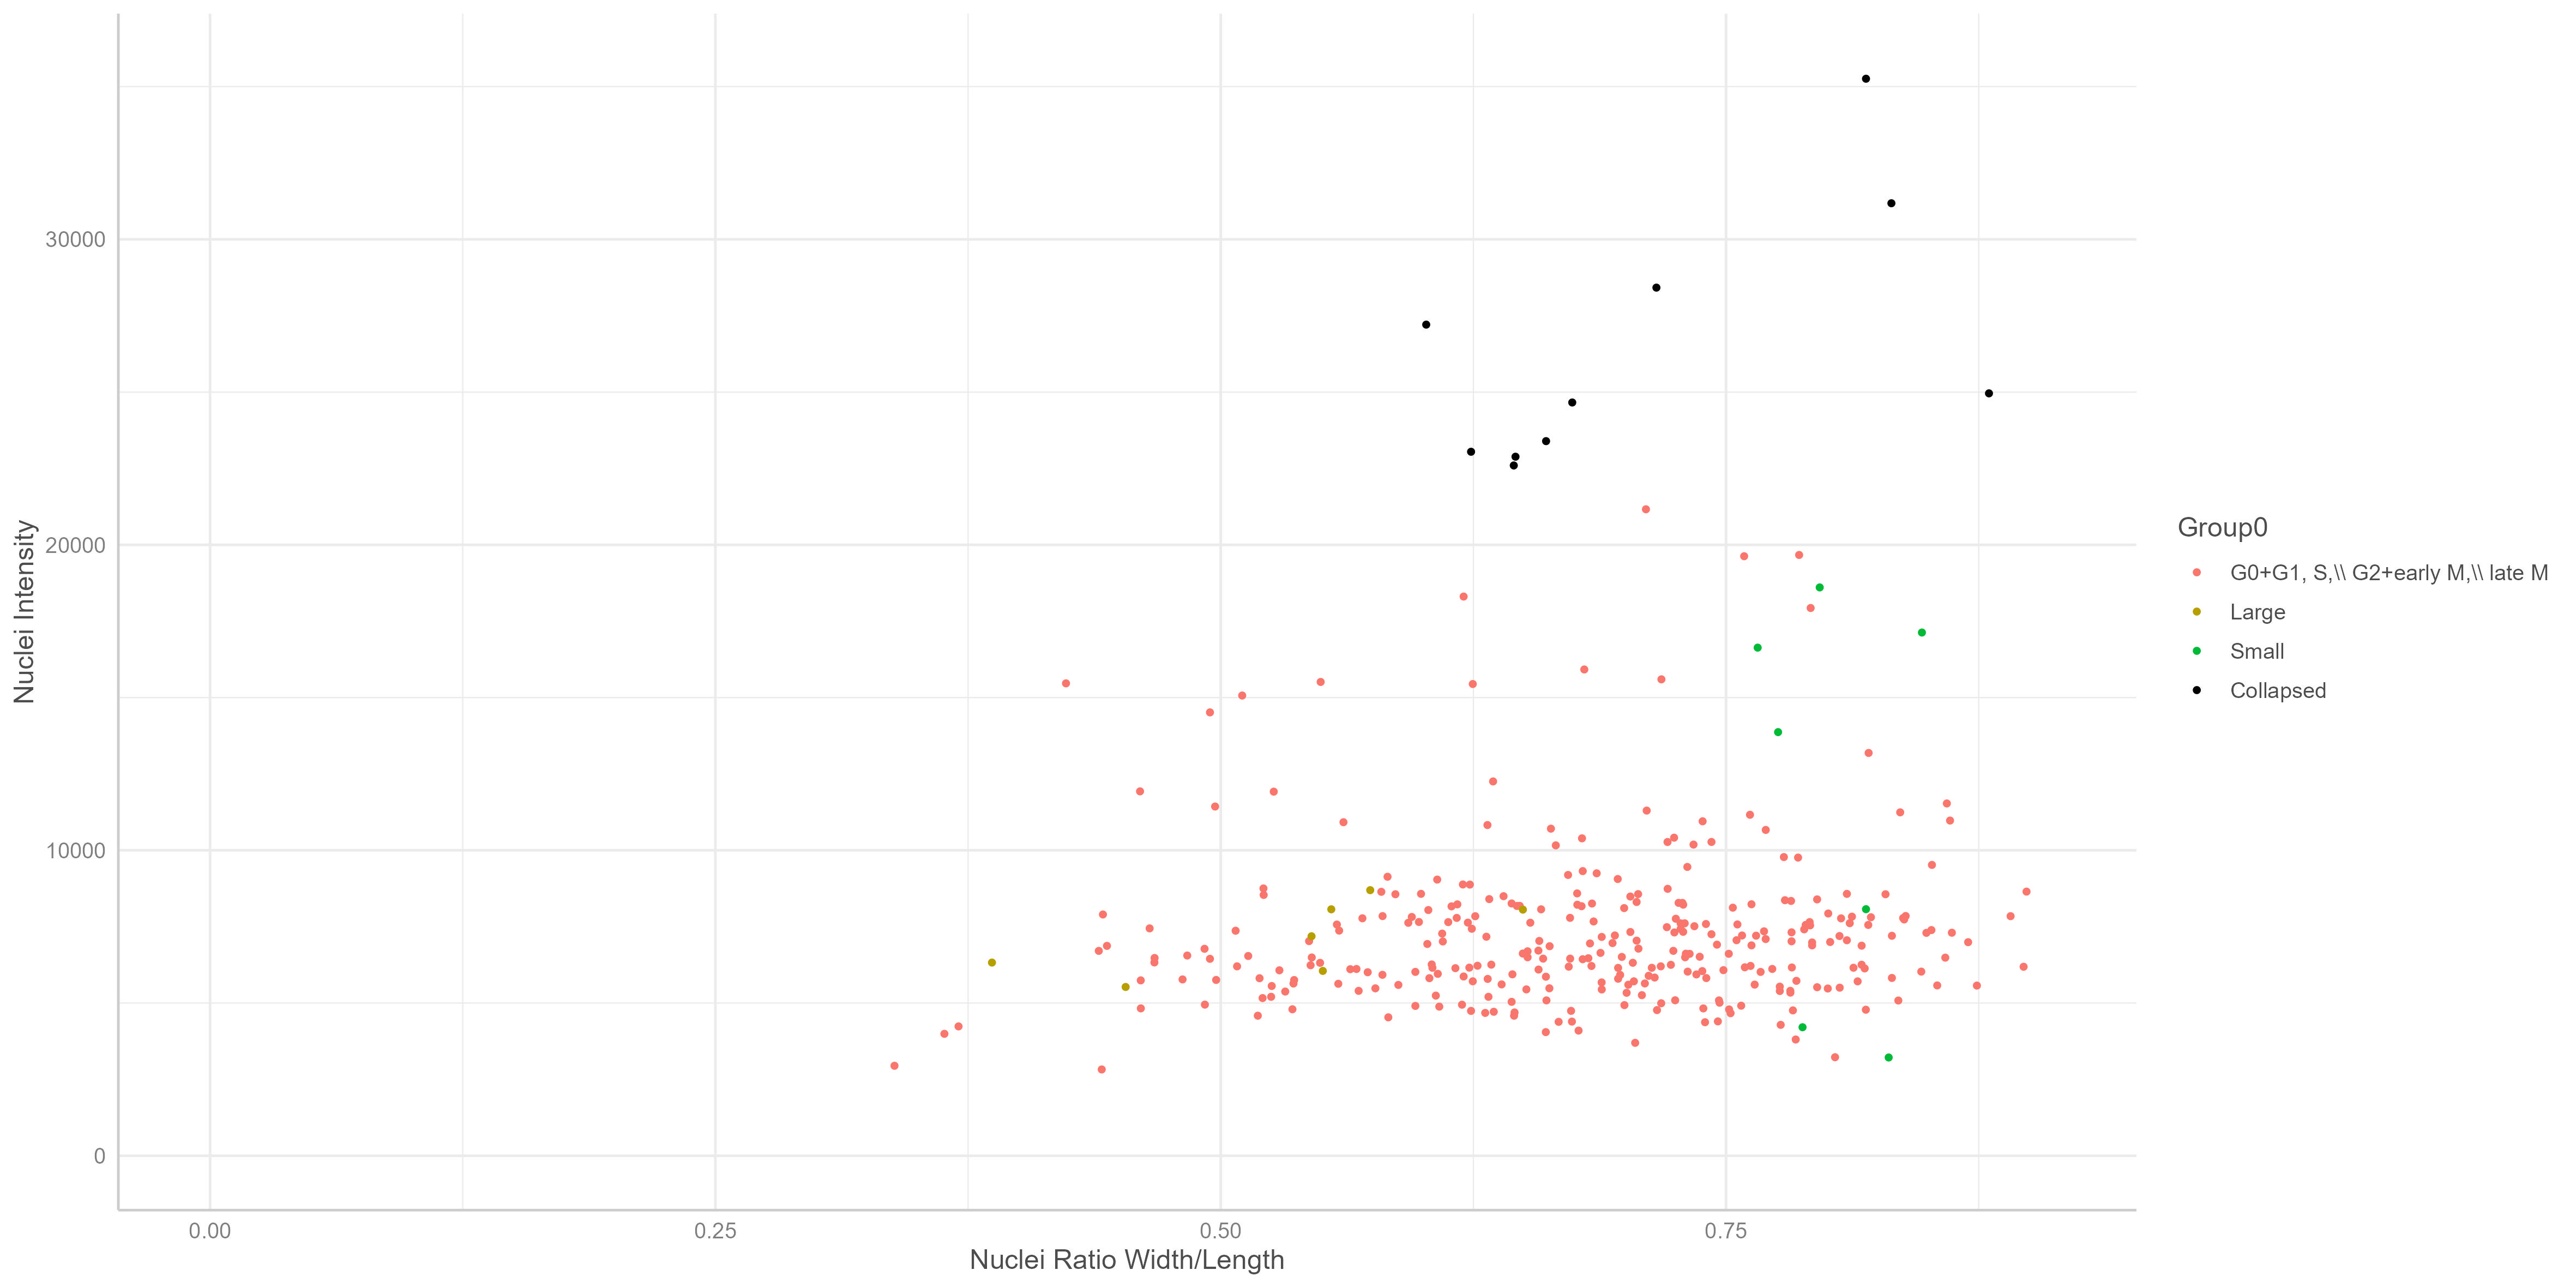 30000
20000
10000
0
Nuclei Intensity
0.00
0.25
0.50
0.75
Nuclei Ratio Width/Length
Group0
G0+G1, S,\\ G2+early M,\\ late M
Large
Small
Collapsed